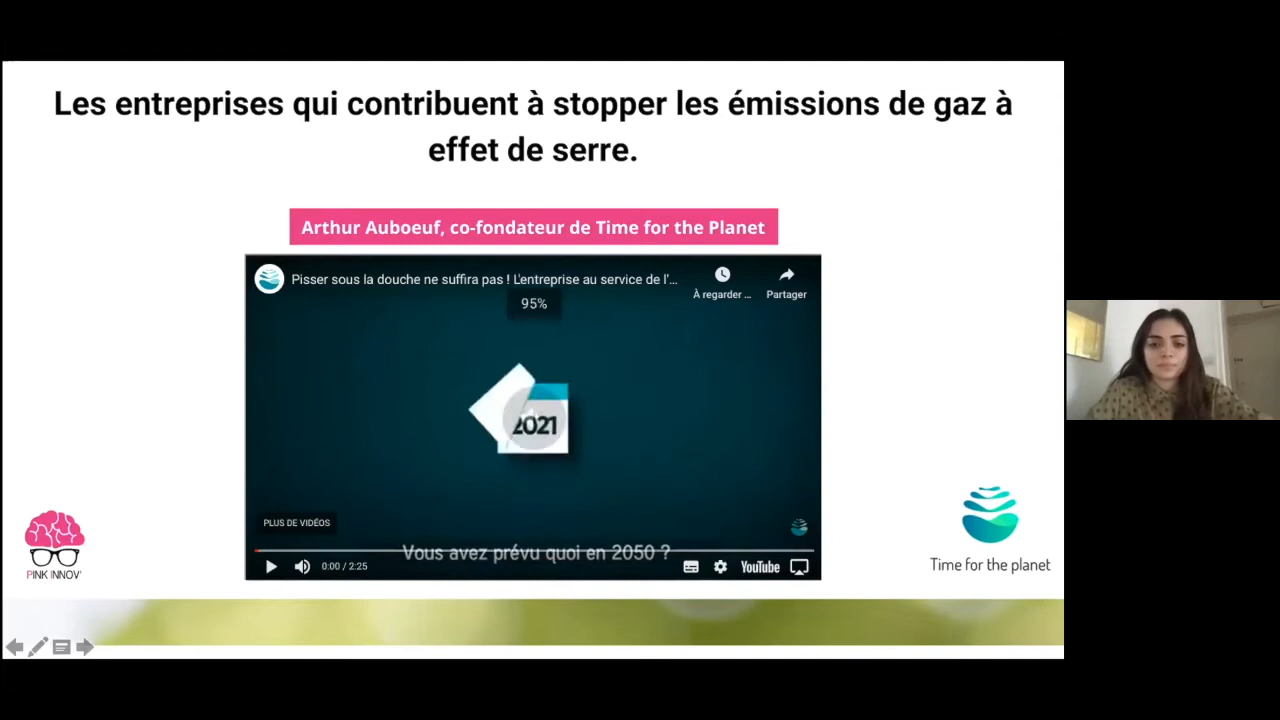 Les entreprises qui contribuent à stopper les émissions de gaz à
effet de serre.
Arthur Auboeuf, co-fondateur de Time for the Planet
Pisser sous la douche ne suffira pas ! L'entreprise au service de l'...
À regarder ...
Partager
95%
2021
PLUS DE VIDÉOS
Vous avez prévu quoi en 2050 ?
0:00 / 2:25
YouTube
PINK INNOV'
Time for the planet